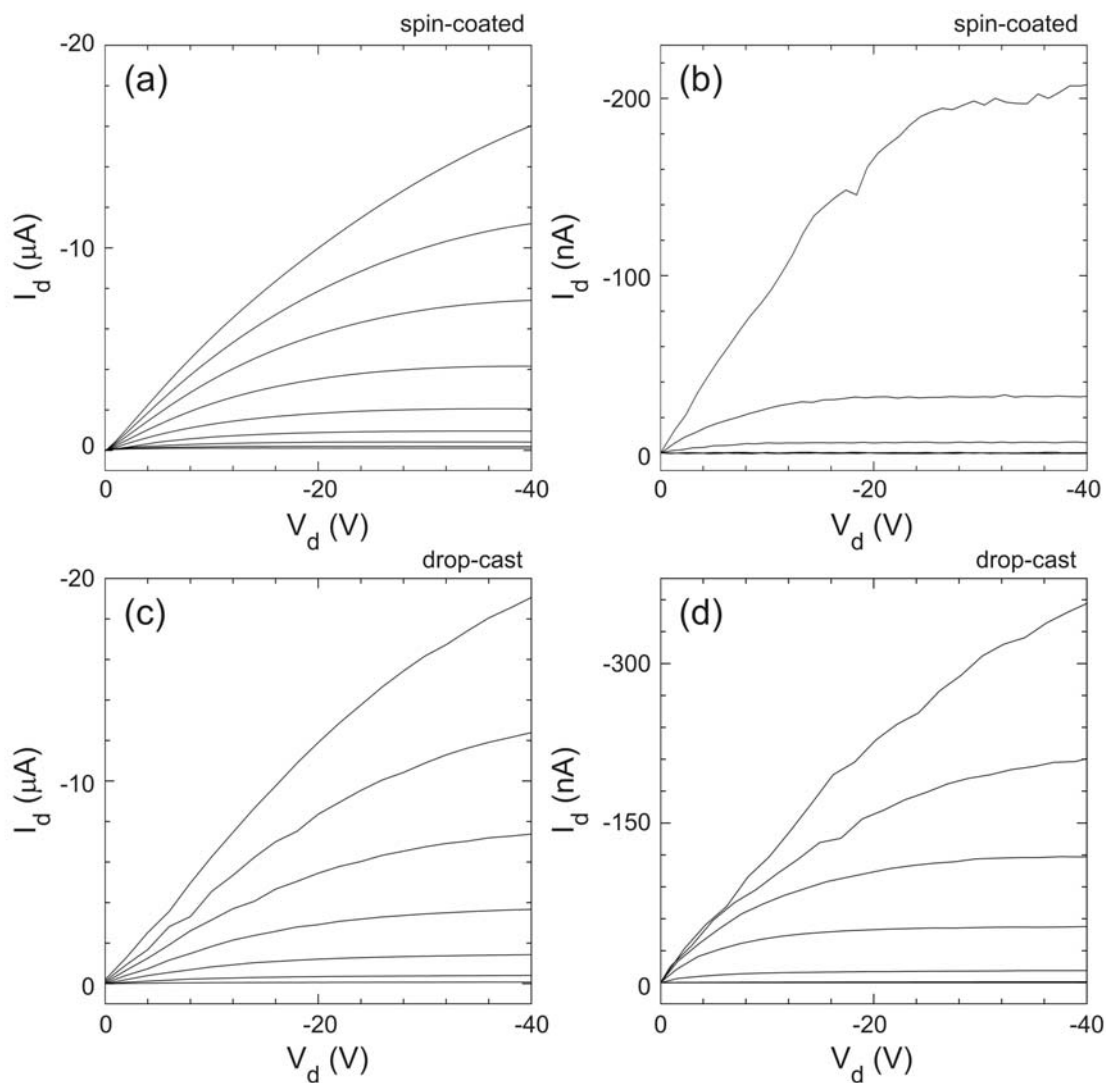 spin-coated
(a)
-20
-10
0
I_d (μA)
0 -20 -40
V_d (V)
spin-coated
(b)
-200
-100
0
I_d (nA)
0 -20 -40
V_d (V)
drop-cast
(c)
-20
-10
0
I_d (μA)
0 -20 -40
V_d (V)
drop-cast
(d)
-300
-150
0
I_d (nA)
0 -20 -40
V_d (V)